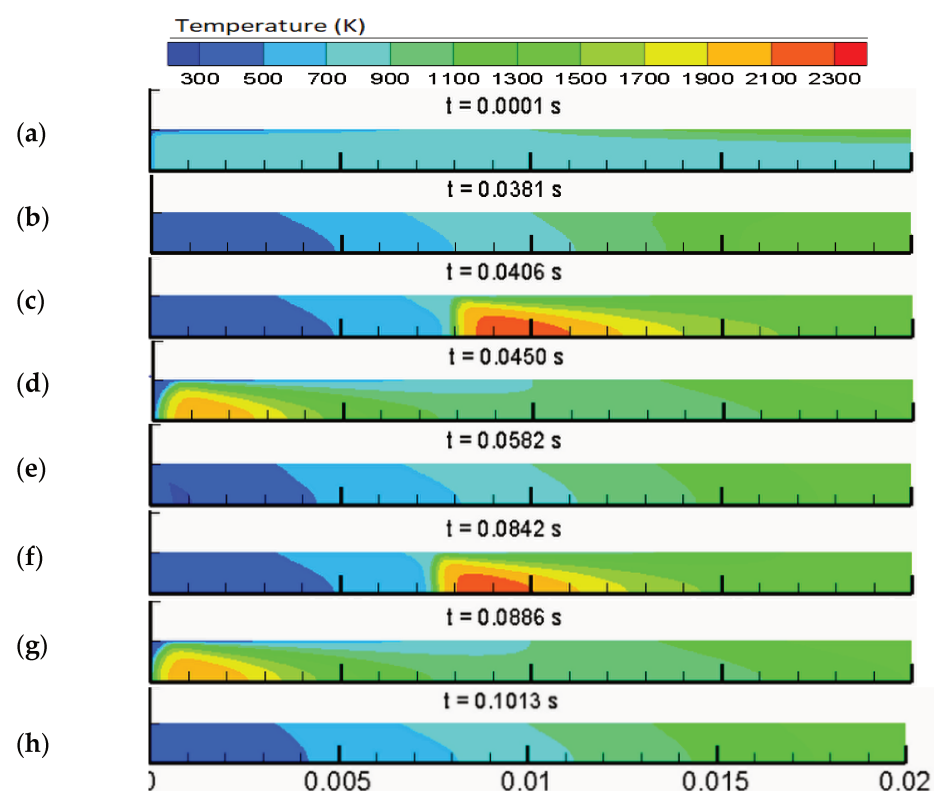 Temperature (K)
300 500 700 900 1100 1300 1500 1700 1900 2100 2300
t = 0.0001 s
(a)
t = 0.0381 s
(b)
t = 0.0406 s
(c)
t = 0.0450 s
(d)
t = 0.0582 s
(e)
t = 0.0842 s
(f)
t = 0.0886 s
(g)
t = 0.1013 s
(h)
0 0.005 0.01 0.015 0.02